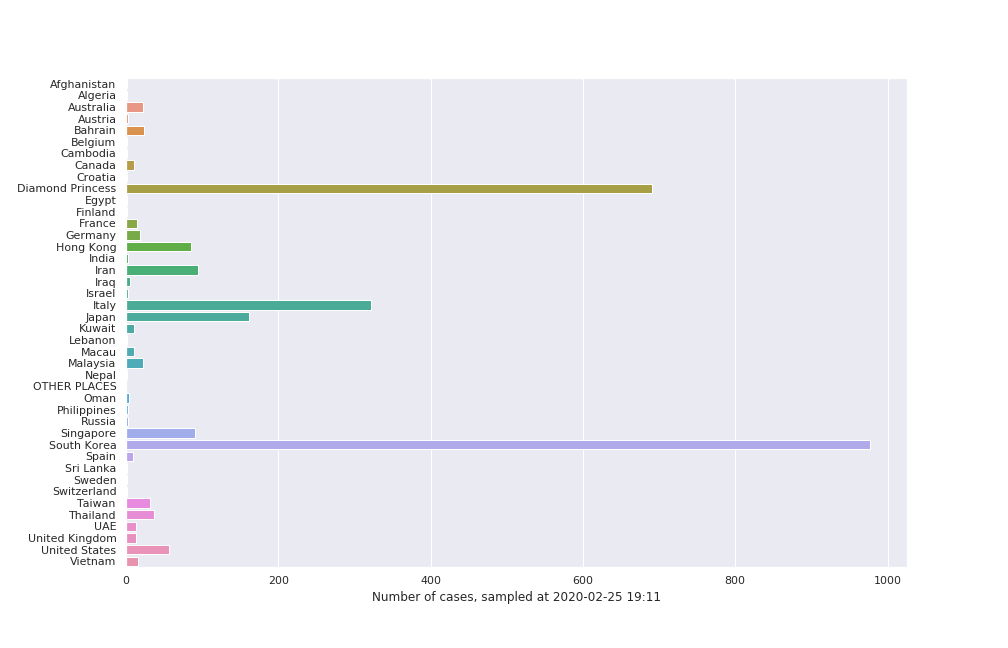 Afghanistan
Algeria
Australia
Austria
Bahrain
Belgium
Cambodia
Canada
Croatia
Diamond Princess
Egypt
Finland
France
Germany
Hong Kong
India
Iran
Iraq
Israel
Italy
Japan
Kuwait
Lebanon
Macau
Malaysia
Nepal
OTHER PLACES
Oman
Philippines
Russia
Singapore
South Korea
Spain
Sri Lanka
Sweden
Switzerland
Taiwan
Thailand
UAE
United Kingdom
United States
Vietnam
0 200 400 600 800 1000
Number of cases, sampled at 2020-02-25 19:11